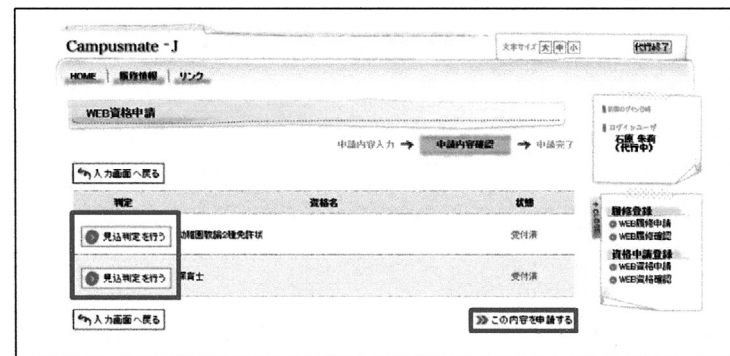 Campusmate-J
文字サイズ 大 中 小
代行終了
HOME 履修情報 リンク
WEB資格申請
申請内容入力 → 申請内容確認 → 申請完了
入力画面へ戻る
判定 資格名 状態
見込判定を行う 幼稚園教諭2種免許状 受付済
見込判定を行う 保育士 受付済
入力画面へ戻る
この内容を申請する
ログインユーザ
石原 朱莉
(代行中)
履修登録
WEB履修申請
WEB履修確認
資格申請登録
WEB資格申請
WEB資格確認